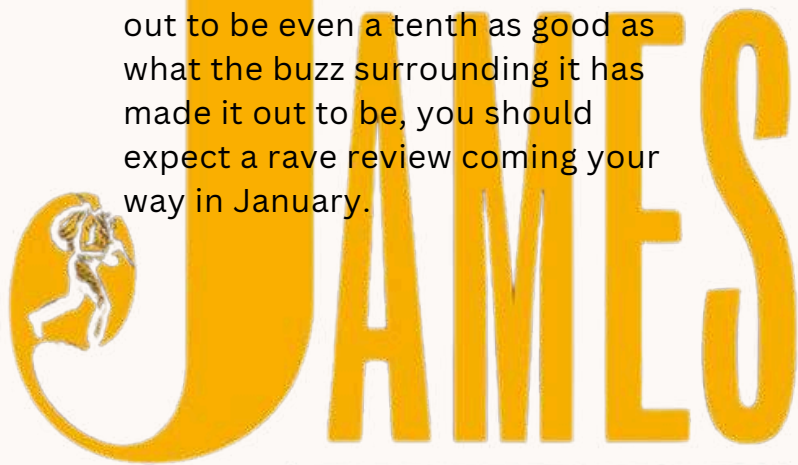 out to be even a tenth as good as
what the buzz surrounding it has
made it out to be, you should
expect a rave review coming your
way in January.
JAMES